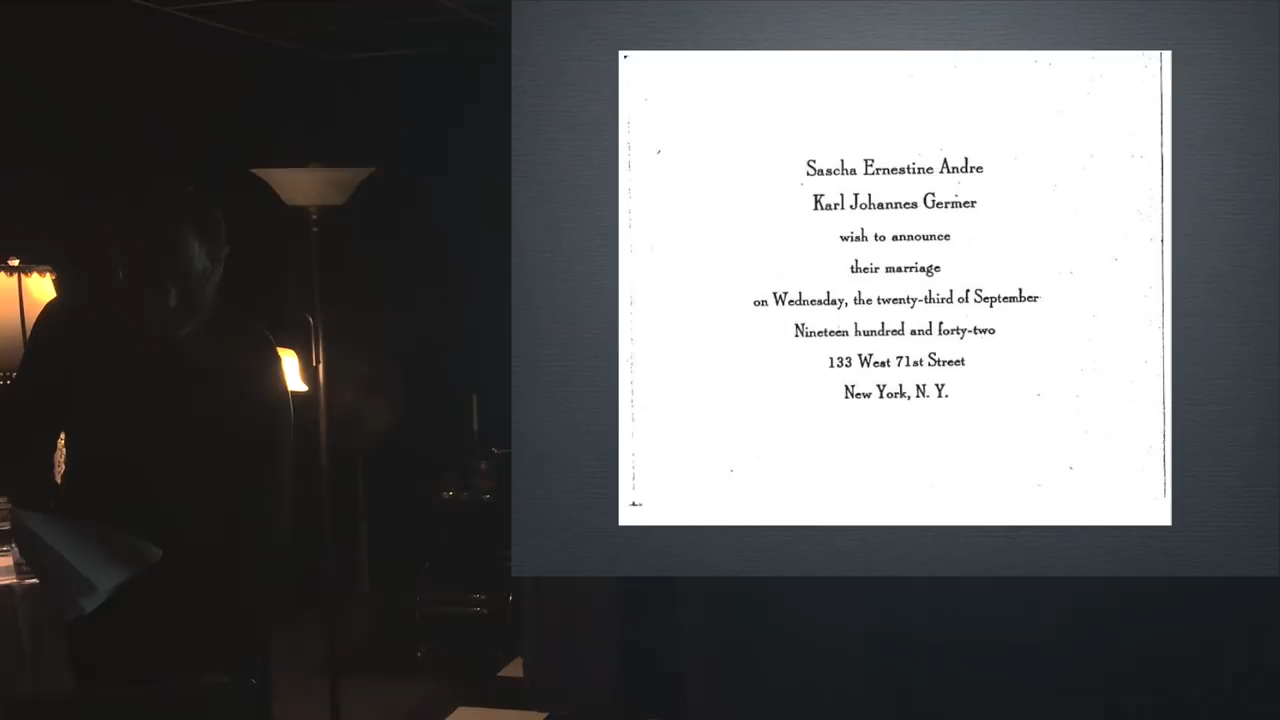 Sascha Ernestine Andre
Karl Johannes Germer
wish to announce
their marriage
on Wednesday, the twenty-third of September
Nineteen hundred and forty-two
133 West 71st Street
New York, N. Y.